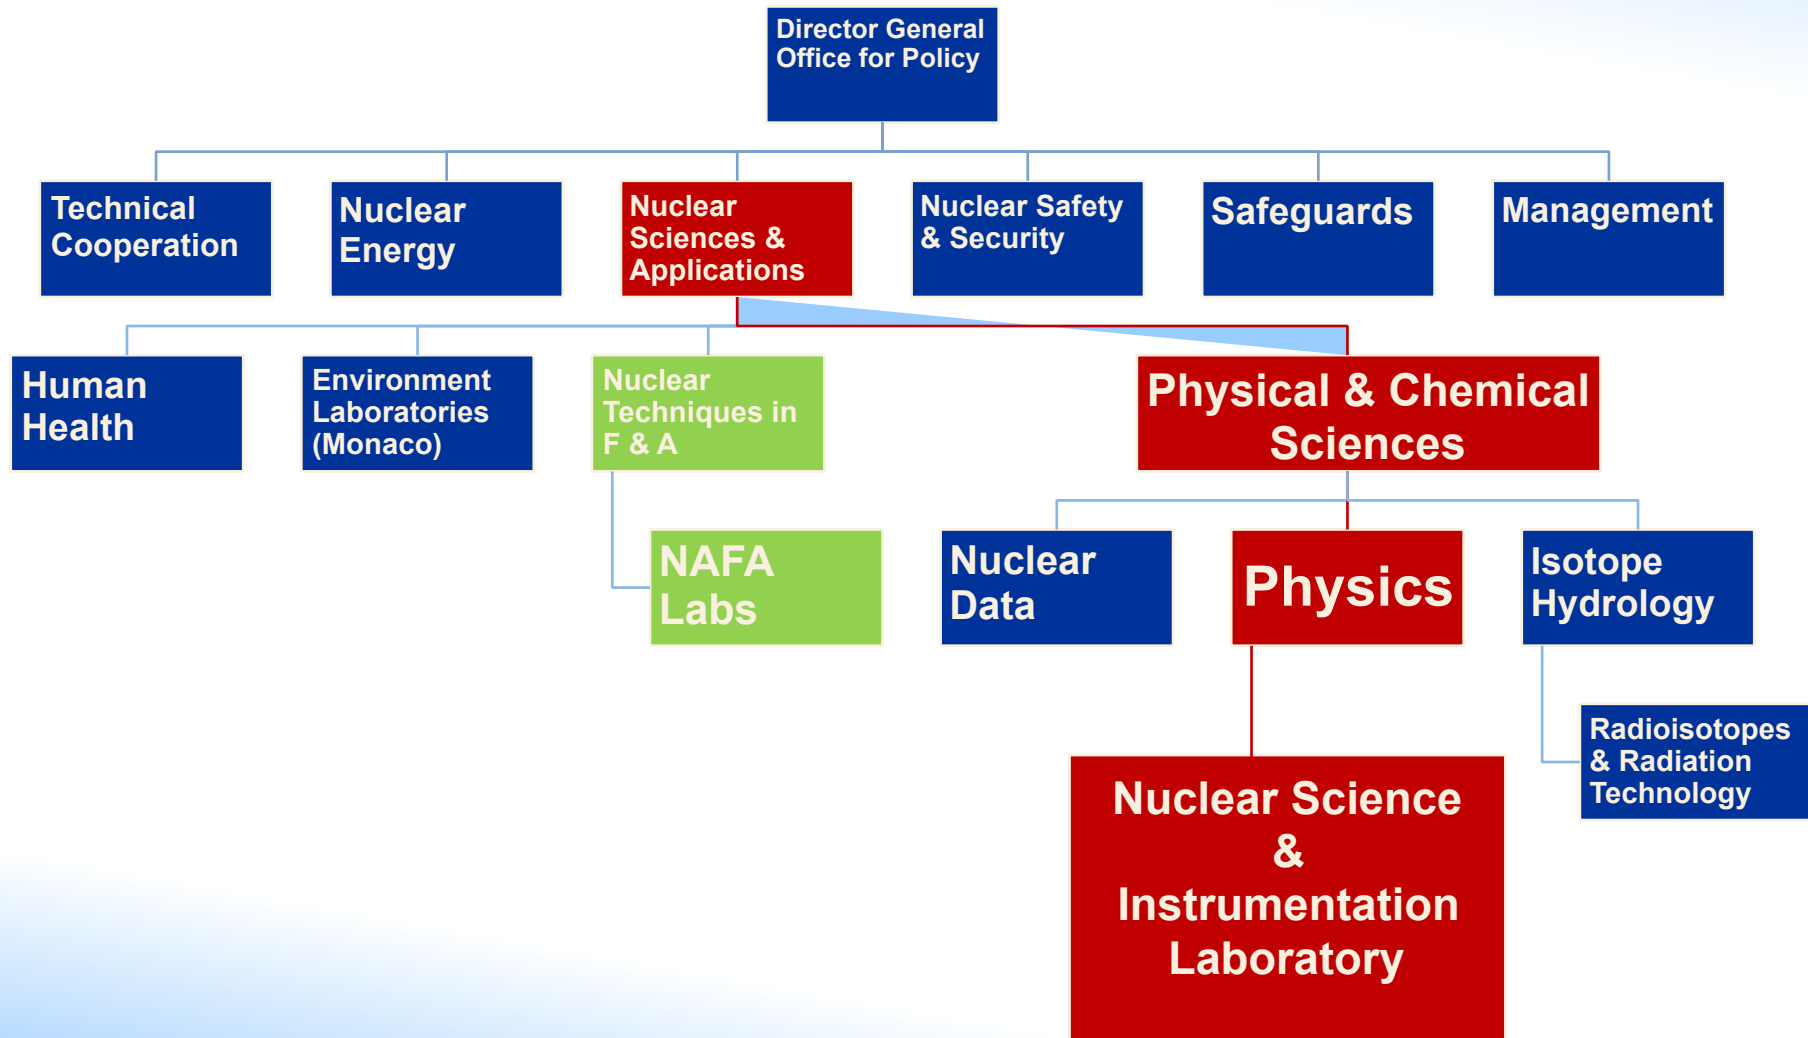 Director General
Office for Policy
Technical
Cooperation
Nuclear
Energy
Nuclear
Sciences &
Applications
Nuclear Safety
& Security
Safeguards
Management
Human
Health
Environment
Laboratories
(Monaco)
Nuclear
Techniques in
F & A
Physical & Chemical
Sciences
NAFA
Labs
Nuclear
Data
Physics
Isotope
Hydrology
Radioisotopes
& Radiation
Technology
Nuclear Science
&
Instrumentation
Laboratory